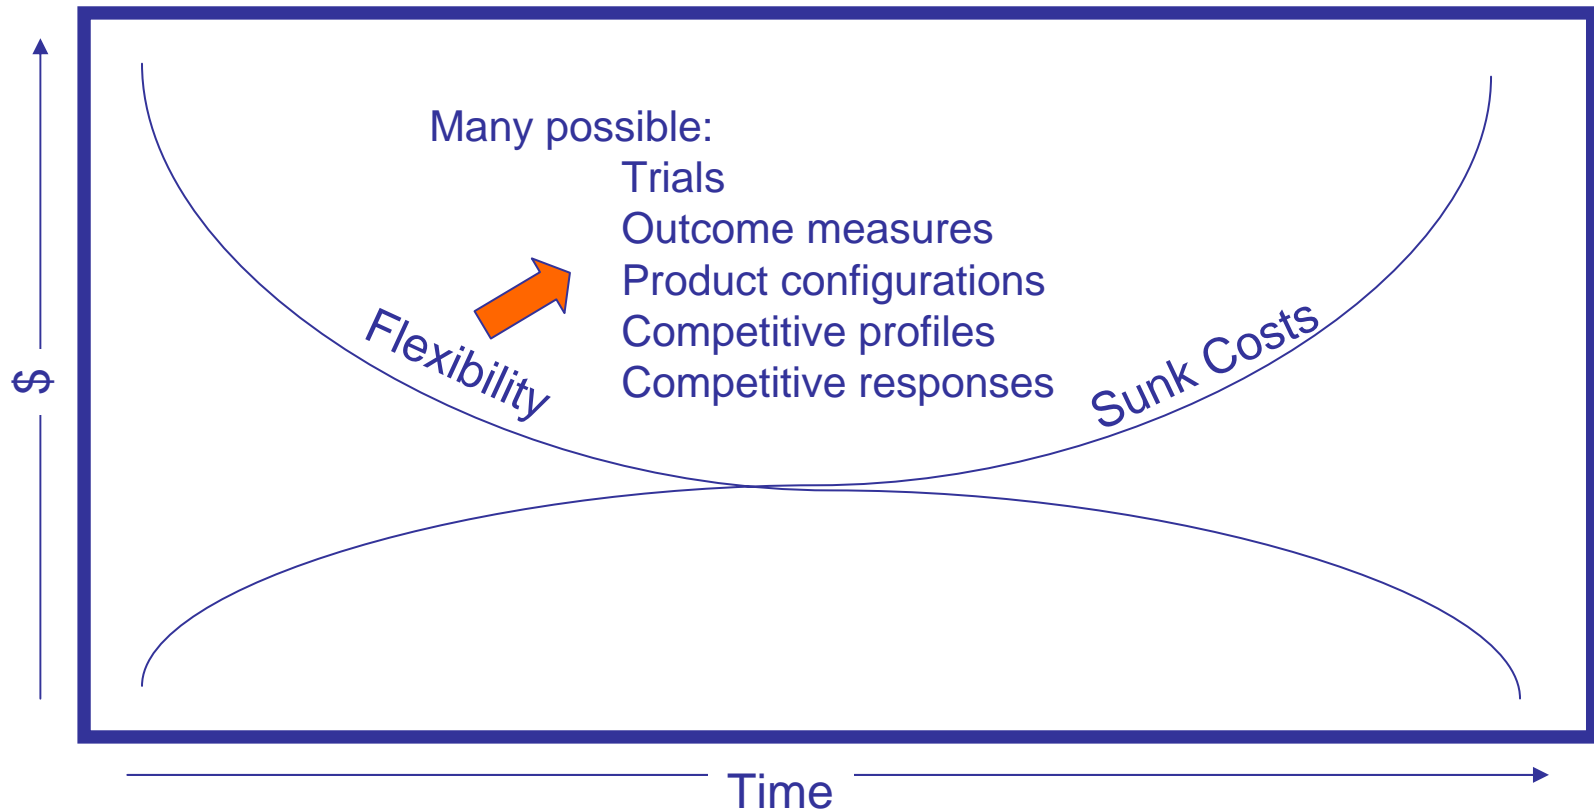 Many possible:
Trials
Outcome measures
Product configurations
Competitive profiles
Competitive responses
Flexibility
Sunk Costs
$
Time